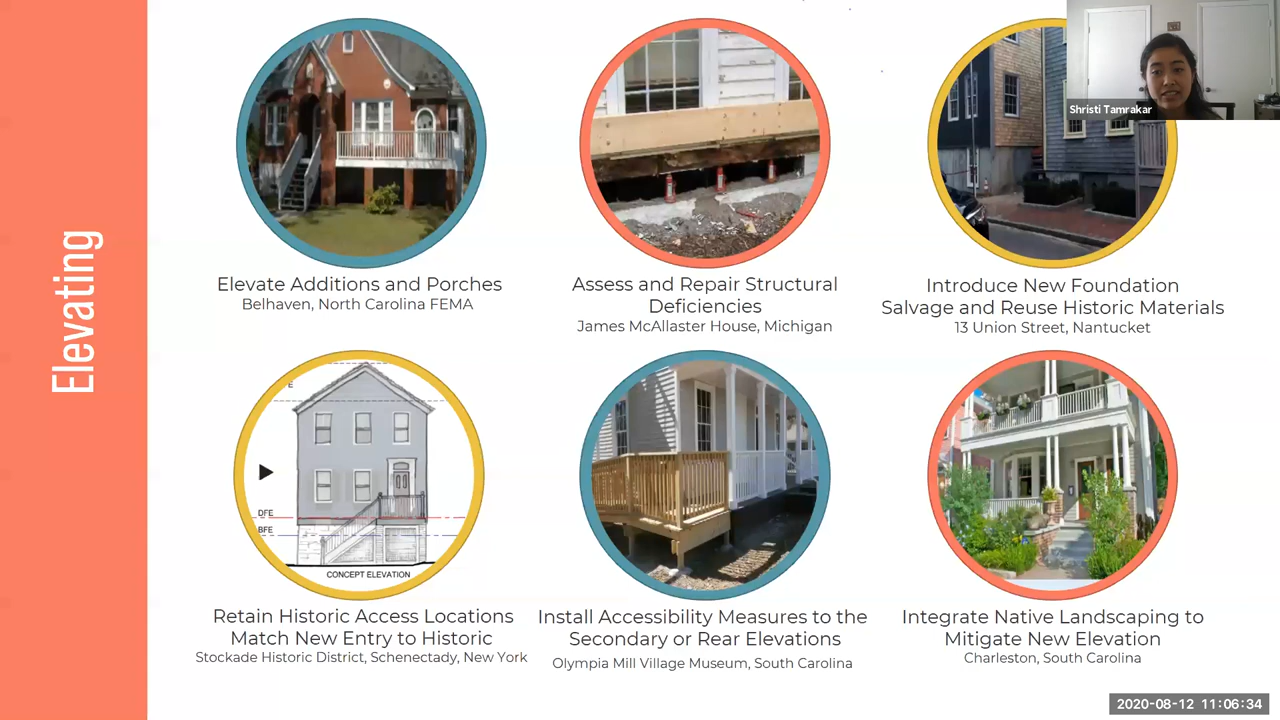 Elevating
Shristi Tamrakar
Elevate Additions and Porches
Belhaven, North Carolina FEMA
Assess and Repair Structural
Deficiencies
James McAllaster House, Michigan
Introduce New Foundation
Salvage and Reuse Historic Materials
13 Union Street, Nantucket
E
DFE
BFE
CONCEPT ELEVATION
Retain Historic Access Locations
Match New Entry to Historic
Stockade Historic District, Schenectady, New York
Install Accessibility Measures to the
Secondary or Rear Elevations
Olympia Mill Village Museum, South Carolina
Integrate Native Landscaping to
Mitigate New Elevation
Charleston, South Carolina
2020-08-12 11:06:34